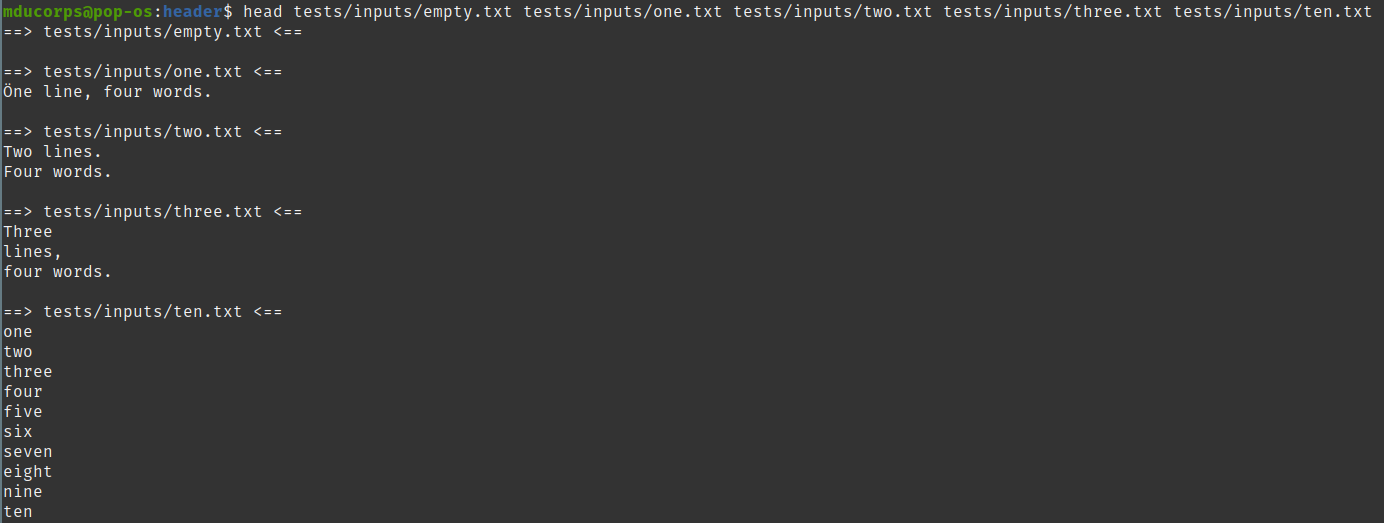 mducorps@pop-os:header$ head tests/inputs/empty.txt tests/inputs/one.txt tests/inputs/two.txt tests/inputs/three.txt tests/inputs/ten.txt
==> tests/inputs/empty.txt <==

==> tests/inputs/one.txt <==
Öne line, four words.

==> tests/inputs/two.txt <==
Two lines.
Four words.

==> tests/inputs/three.txt <==
Three
lines,
four words.

==> tests/inputs/ten.txt <==
one
two
three
four
five
six
seven
eight
nine
ten